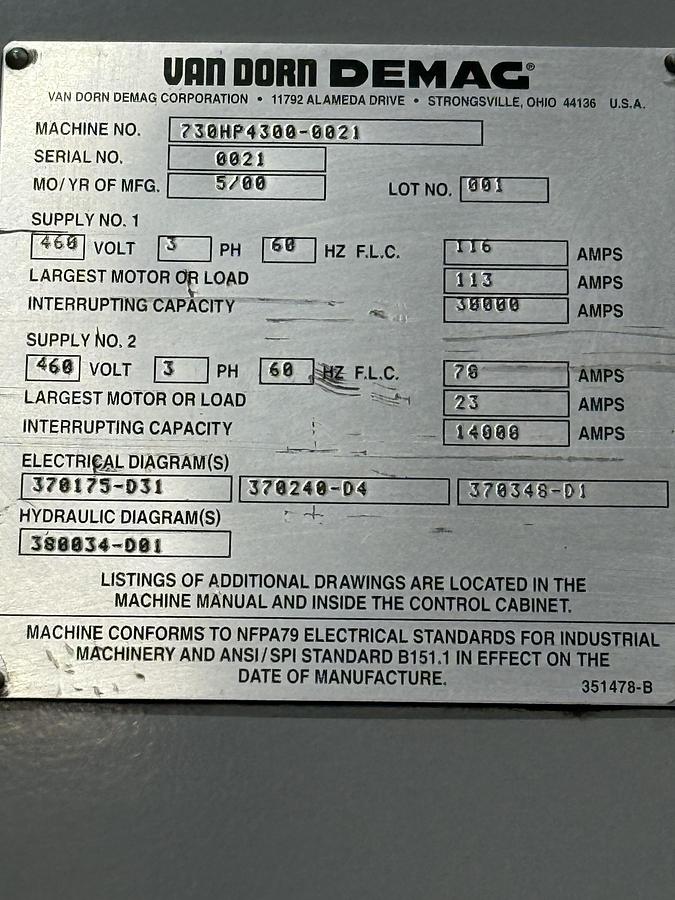 VAN DORN DEMAG®
VAN DORN DEMAG CORPORATION • 11792 ALAMEDA DRIVE • STRONGSVILLE, OHIO 44136 U.S.A.
MACHINE NO. 730HP4300-0021
SERIAL NO. 0021
MO/YR OF MFG. 5/00 LOT NO. 001
SUPPLY NO. 1
460 VOLT 3 PH 60 HZ F.L.C. 116 AMPS
LARGEST MOTOR OR LOAD 113 AMPS
INTERRUPTING CAPACITY 30000 AMPS
SUPPLY NO. 2
460 VOLT 3 PH 60 HZ F.L.C. AMPS
LARGEST MOTOR OR LOAD 23 AMPS
INTERRUPTING CAPACITY AMPS
ELECTRICAL DIAGRAM(S)
370175-D31 370240-D4 370348-D1
HYDRAULIC DIAGRAM(S)
380034-D01
LISTINGS OF ADDITIONAL DRAWINGS ARE LOCATED IN THE
MACHINE MANUAL AND INSIDE THE CONTROL CABINET.
MACHINE CONFORMS TO NFPA79 ELECTRICAL STANDARDS FOR INDUSTRIAL
MACHINERY AND ANSI/SPI STANDARD B151.1 IN EFFECT ON THE
DATE OF MANUFACTURE.
351478-B